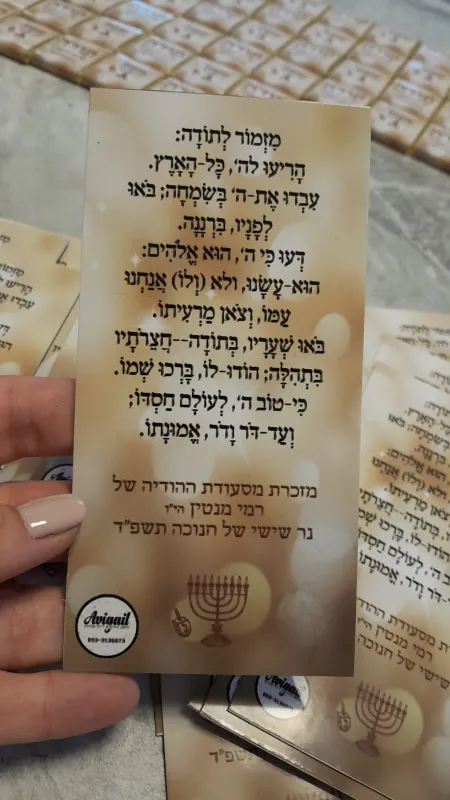 מִזְמוֹר לְתוֹדָה:
הָרִיעוּ לַה', כָּל-הָאָרֶץ.
עִבְדוּ אֶת-ה' בְּשִׂמְחָה; בֹּאוּ
לְפָנָיו, בִּרְנָנָה.
דְּעוּ כִּי ה', הוּא אֱלֹהִים:
הוּא-עָשָׂנוּ, ולא (וְלוֹ) אֲנַחְנוּ
עַמּוֹ, וְצֹאן מַרְעִיתוֹ.
בֹּאוּ שְׁעָרָיו, בְּתוֹדָה--חֲצֵרֹתָיו
בִּתְהִלָּה; הוֹדוּ-לוֹ, בָּרְכוּ שְׁמוֹ.
כִּי-טוֹב ה', לְעוֹלָם חַסְדּוֹ;
וְעַד-דֹּר וָדֹר, אֱמוּנָתוֹ.
מזכרת מסעודת ההודיה של
רמי מנטין הי"ו
נר שישי של חנוכה תשפ"ד
Avigail